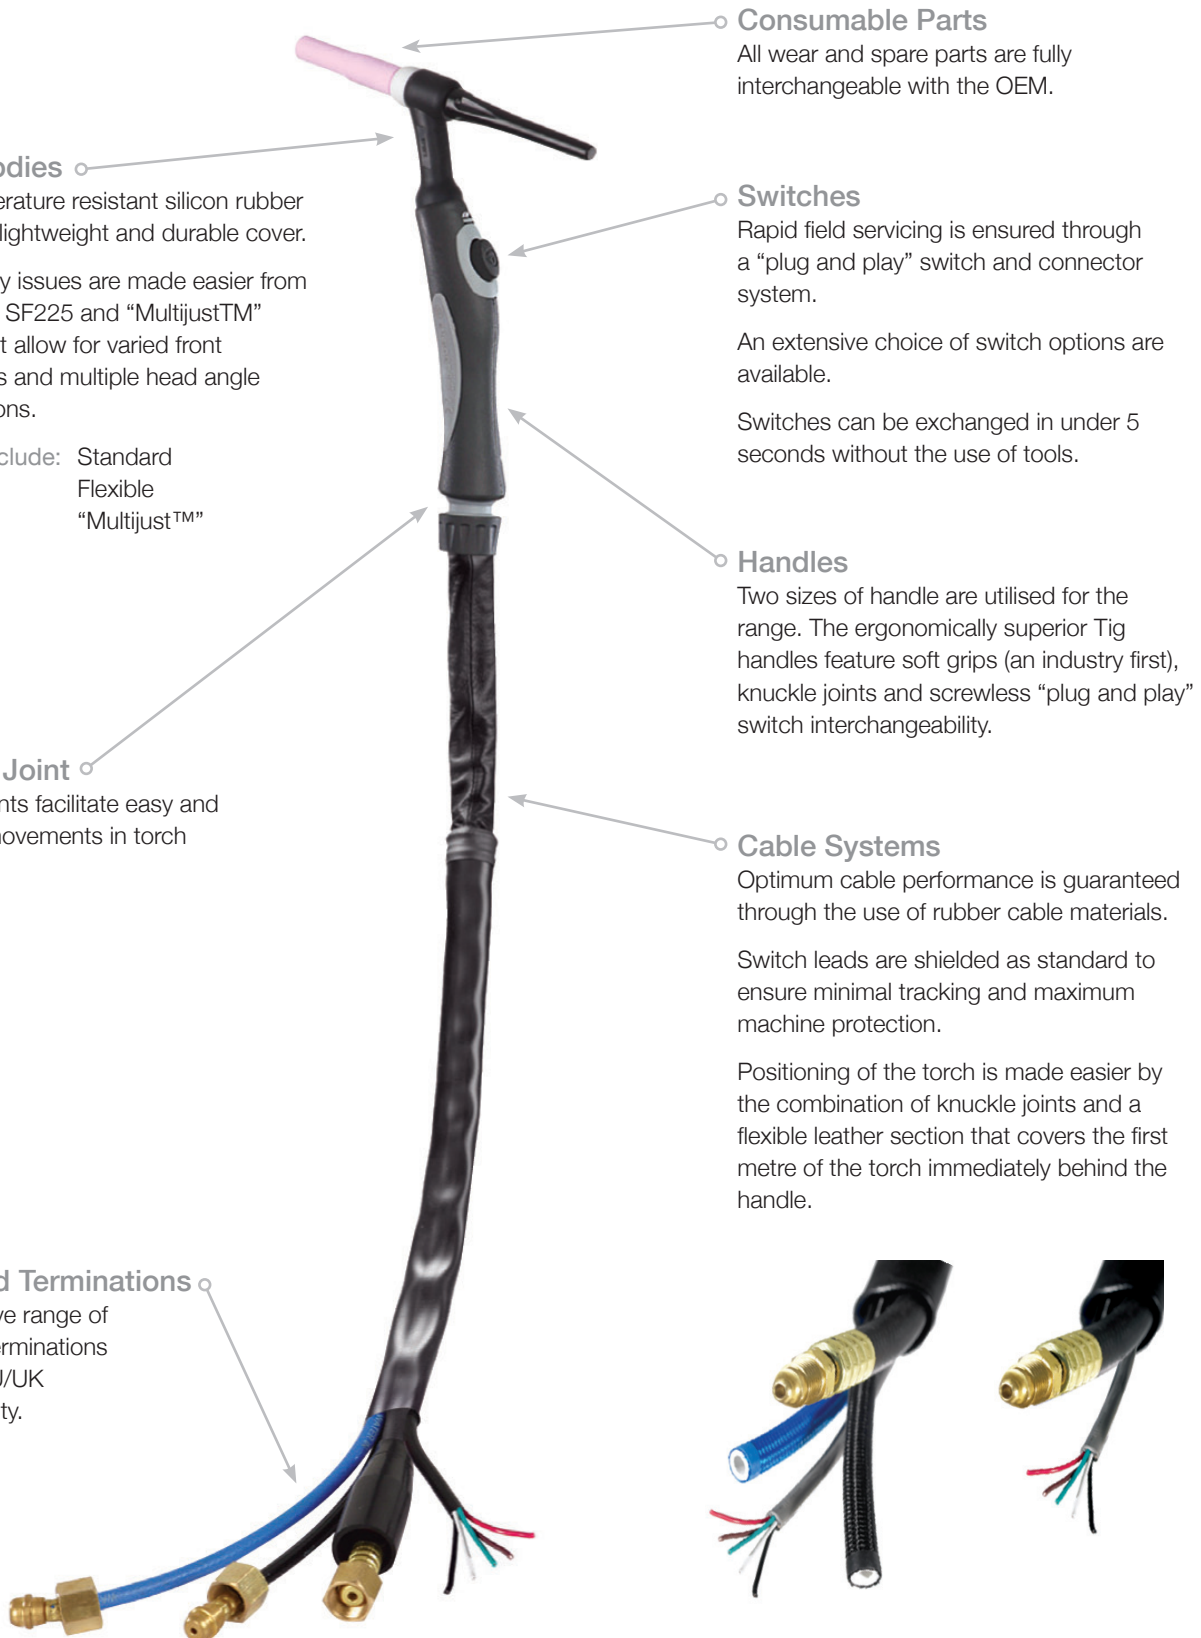 Consumable Parts
All wear and spare parts are fully
interchangeable with the OEM.
odies
erature resistant silicon rubber
lightweight and durable cover.
y issues are made easier from
SF225 and “MultijustTM”
t allow for varied front
s and multiple head angle
ons.
clude: Standard
Flexible
“Multijust™”
Switches
Rapid field servicing is ensured through
a “plug and play” switch and connector
system.
An extensive choice of switch options are
available.
Switches can be exchanged in under 5
seconds without the use of tools.
Handles
Two sizes of handle are utilised for the
range. The ergonomically superior Tig
handles feature soft grips (an industry first),
knuckle joints and screwless “plug and play”
switch interchangeability.
Joint
nts facilitate easy and
movements in torch
Cable Systems
Optimum cable performance is guaranteed
through the use of rubber cable materials.
Switch leads are shielded as standard to
ensure minimal tracking and maximum
machine protection.
Positioning of the torch is made easier by
the combination of knuckle joints and a
flexible leather section that covers the first
metre of the torch immediately behind the
handle.
d Terminations
ve range of
erminations
J/UK
ty.